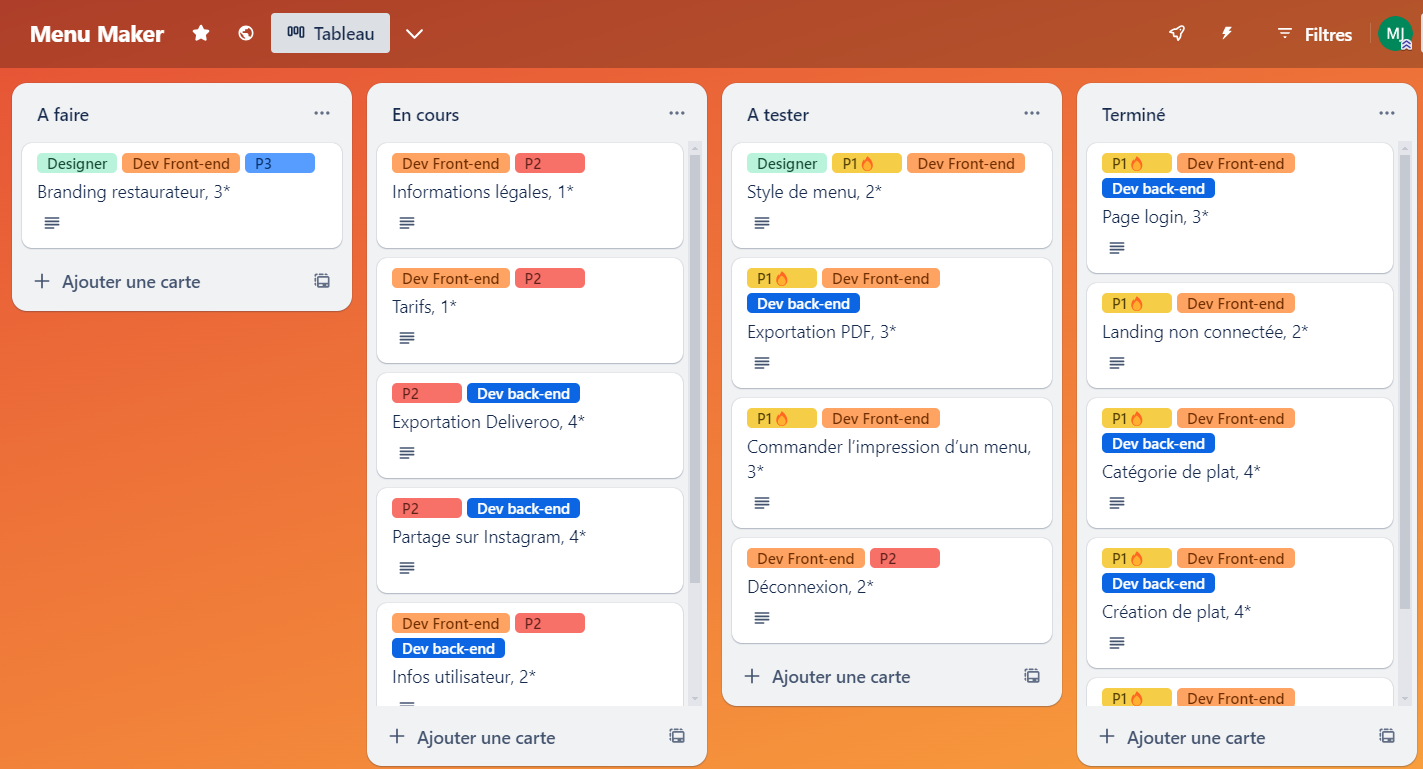 Menu Maker
Tableau
Filtres
MJ
A faire
Designer Dev Front-end P3
Branding restaurateur, 3*
Ajouter une carte
En cours
Dev Front-end P2
Informations légales, 1*
Dev Front-end P2
Tarifs, 1*
P2 Dev back-end
Exportation Deliveroo, 4*
P2 Dev back-end
Partage sur Instagram, 4*
Dev Front-end P2
Dev back-end
Infos utilisateur, 2*
Ajouter une carte
A tester
Designer P1🔥 Dev Front-end
Style de menu, 2*
P1🔥 Dev Front-end
Dev back-end
Exportation PDF, 3*
P1🔥 Dev Front-end
Commander l’impression d’un menu,
3*
Dev Front-end P2
Déconnexion, 2*
Ajouter une carte
Terminé
P1🔥 Dev Front-end
Dev back-end
Page login, 3*
P1🔥 Dev Front-end
Landing non connectée, 2*
P1🔥 Dev Front-end
Dev back-end
Catégorie de plat, 4*
P1🔥 Dev Front-end
Dev back-end
Création de plat, 4*
P1🔥 Dev Front-end
Ajouter une carte